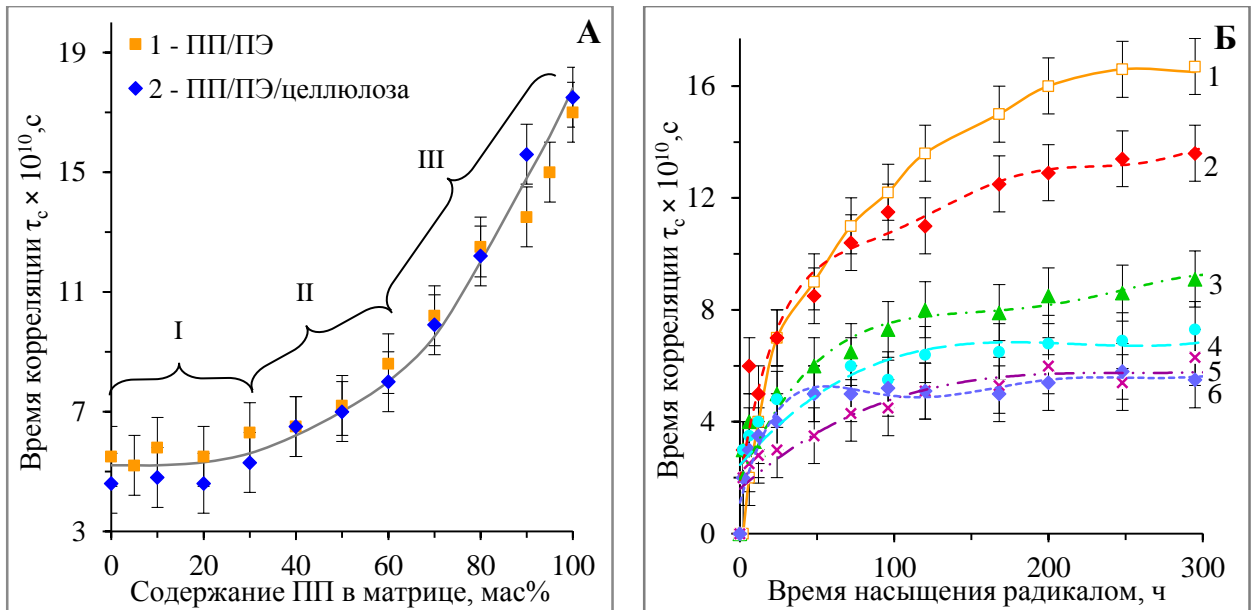 А
1 - ПП/ПЭ
2 - ПП/ПЭ/целлюлоза
I
II
III
Время корреляции τc × 10¹⁰,с
19
15
11
7
3
0
20
40
60
80
100
Содержание ПП в матрице, мас%
Б
1
2
3
4
5
6
Время корреляции τc × 10¹⁰,с
16
12
8
4
0
0
100
200
300
Время насыщения радикалом, ч